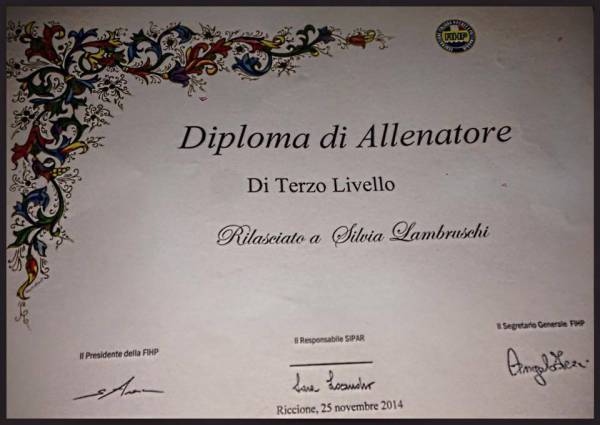 FIHP
Diploma di Allenatore
Di Terzo Livello
Rilasciato a Silvia Lambruschi
Il Presidente della FIHP
Il Responsabile SIPAR
Il Segretario Generale FIHP
Riccione, 25 novembre 2014